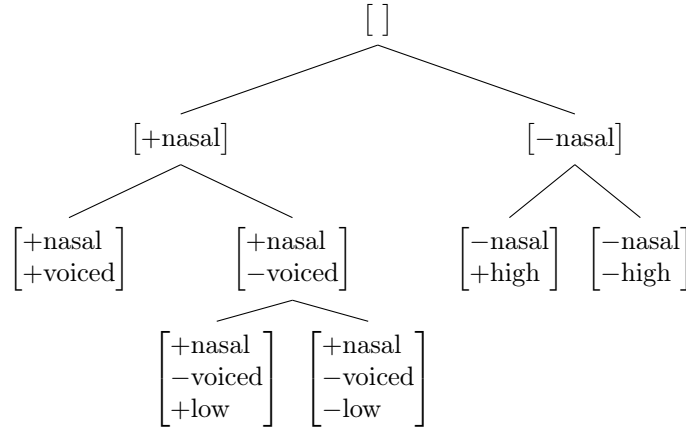 [ ]
[+nasal] [−nasal]
[+nasal +voiced] [+nasal −voiced] [−nasal +high] [−nasal −high]
[+nasal −voiced +low] [+nasal −voiced −low]